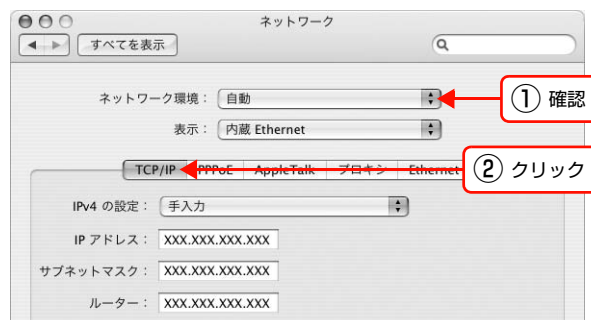 ネットワーク
すべてを表示
ネットワーク環境： 自動
① 確認
表示： 内蔵 Ethernet
TCP/IP PPPoE AppleTalk プロキシ Ethernet
② クリック
IPv4 の設定： 手入力
IP アドレス： XXX.XXX.XXX.XXX
サブネットマスク： XXX.XXX.XXX.XXX
ルーター： XXX.XXX.XXX.XXX